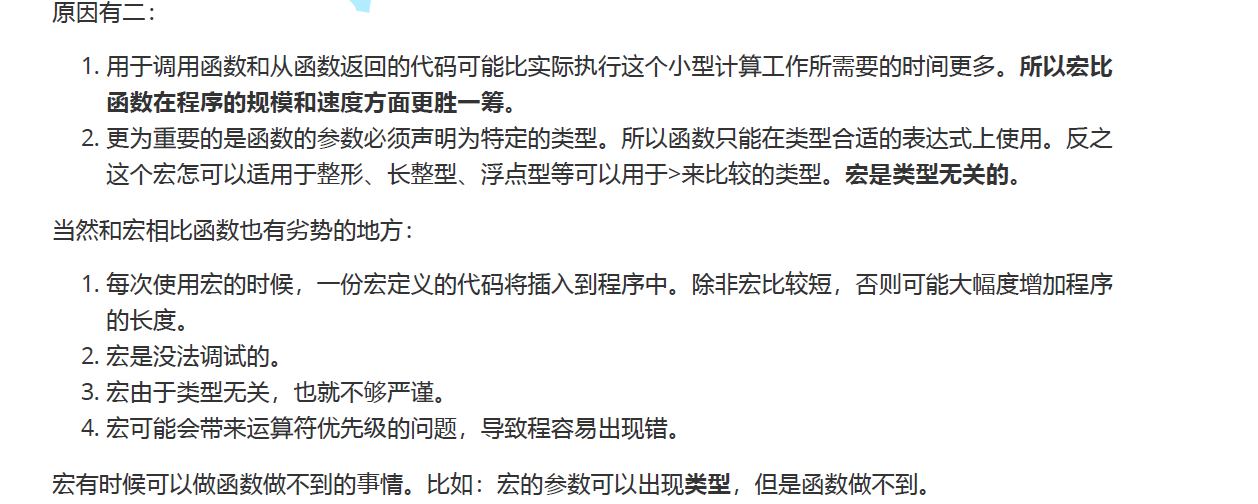 原因有二：
1. 用于调用函数和从函数返回的代码可能比实际执行这个小型计算工作所需要的时间更多。所以宏比
函数在程序的规模和速度方面更胜一筹。
2. 更为重要的是函数的参数必须声明为特定的类型。所以函数只能在类型合适的表达式上使用。反之
这个宏怎可以适用于整形、长整型、浮点型等可以用于>来比较的类型。宏是类型无关的。
当然和宏相比函数也有劣势的地方：
1. 每次使用宏的时候，一份宏定义的代码将插入到程序中。除非宏比较短，否则可能大幅度增加程序
的长度。
2. 宏是没法调试的。
3. 宏由于类型无关，也就不够严谨。
4. 宏可能会带来运算符优先级的问题，导致程容易出现错。
宏有时候可以做函数做不到的事情。比如：宏的参数可以出现类型，但是函数做不到。